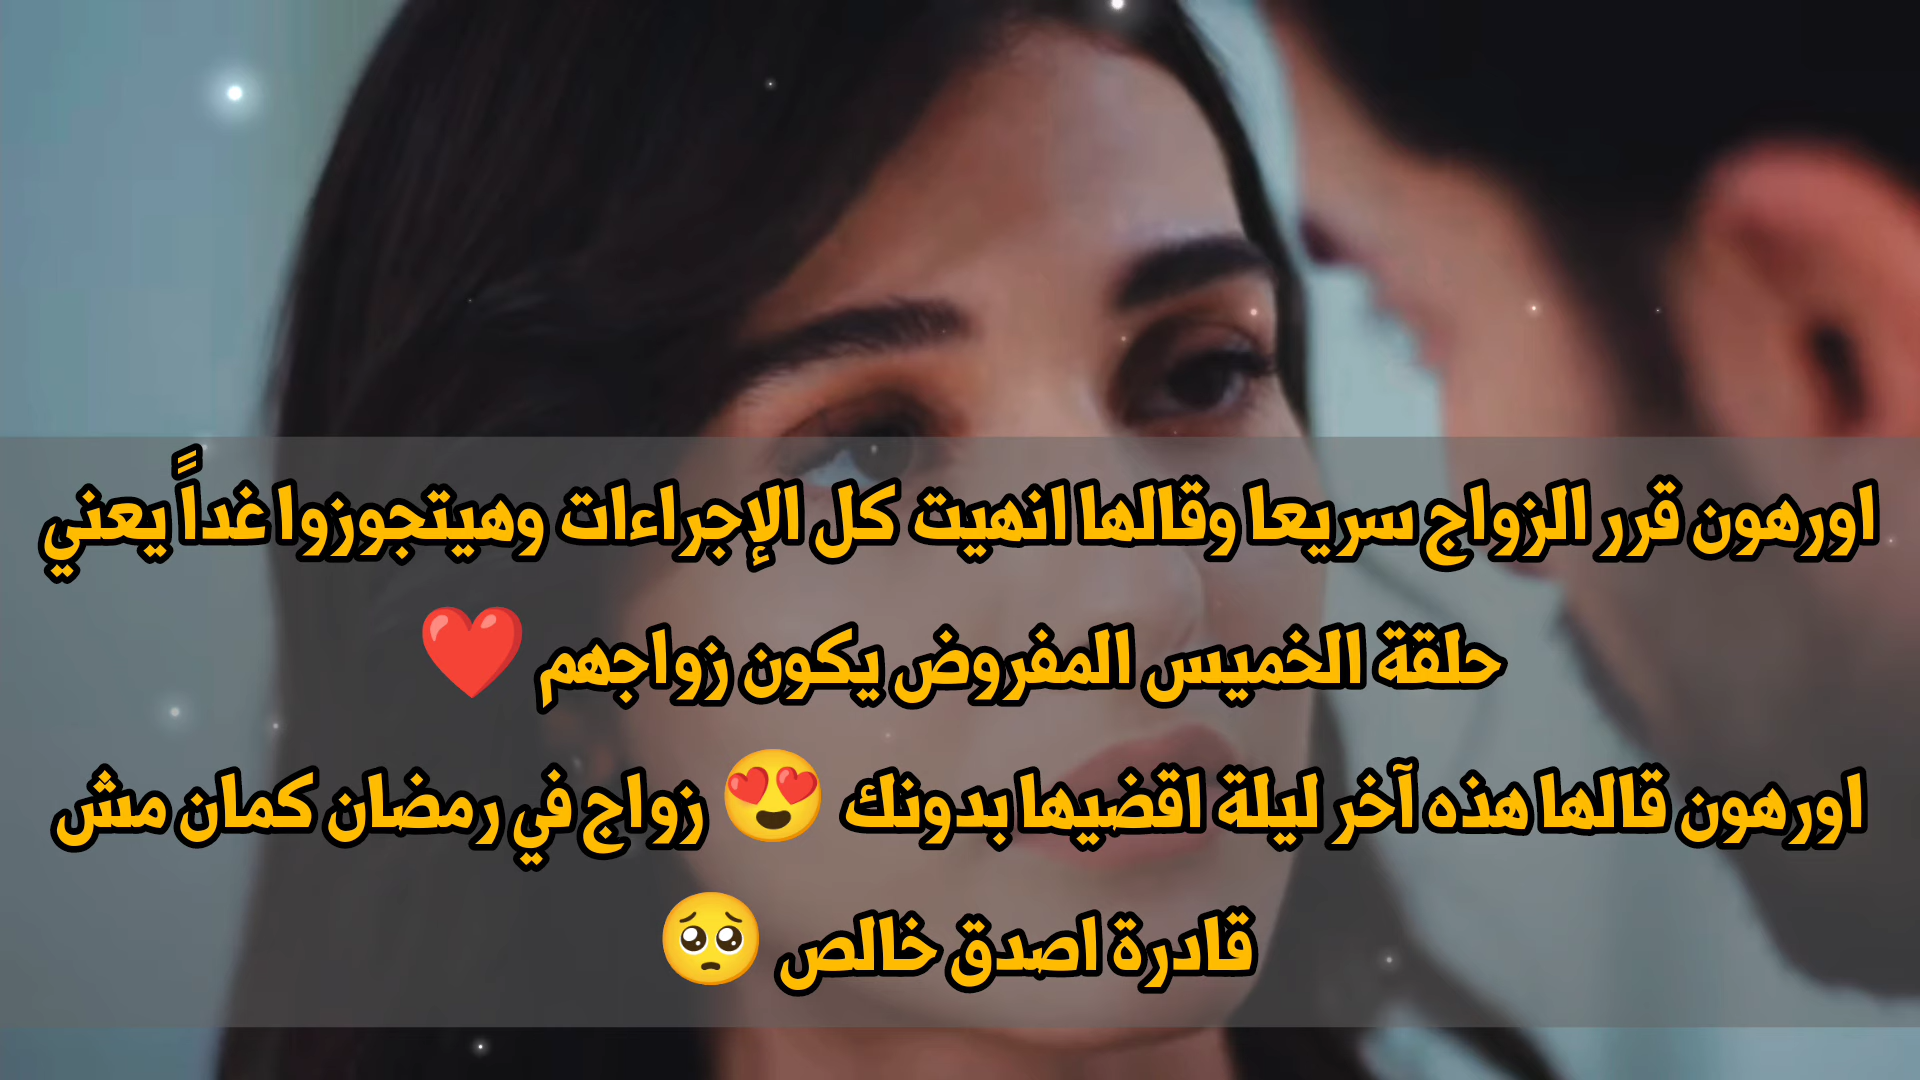 اورهون قرر الزواج سريعا وقالها انهيت كل الإجراءات وهيتجوزوا غداً يعني
حلقة الخميس المفروض يكون زواجهم ❤️
اورهون قالها هذه آخر ليلة اقضيها بدونك 😍 زواج في رمضان كمان مش
قادرة اصدق خالص 🥺